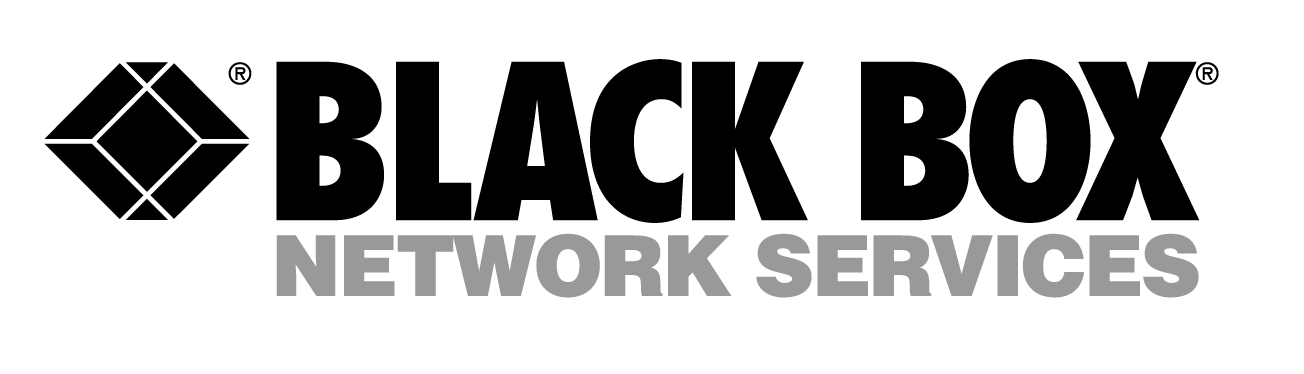 ® BLACK BOX®
NETWORK SERVICES